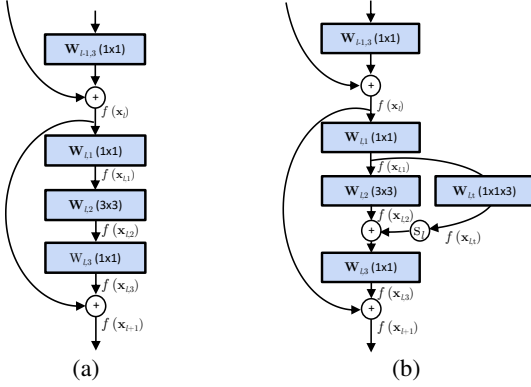 W_{l-1,3} (1x1)
+
f (x_l)
W_{l,1} (1x1)
f (x_{l,1})
W_{l,2} (3x3)
f (x_{l,2})
W_{l,3} (1x1)
f (x_{l,3})
+
f (x_{l+1})
(a)
W_{l-1,3} (1x1)
+
f (x_l)
W_{l,1} (1x1)
f (x_{l,1})
W_{l,2} (3x3)
W_{l,t} (1x1x3)
f (x_{l,2})
+
S_l
f (x_{l,t})
W_{l,3} (1x1)
f (x_{l,3})
+
f (x_{l+1})
(b)